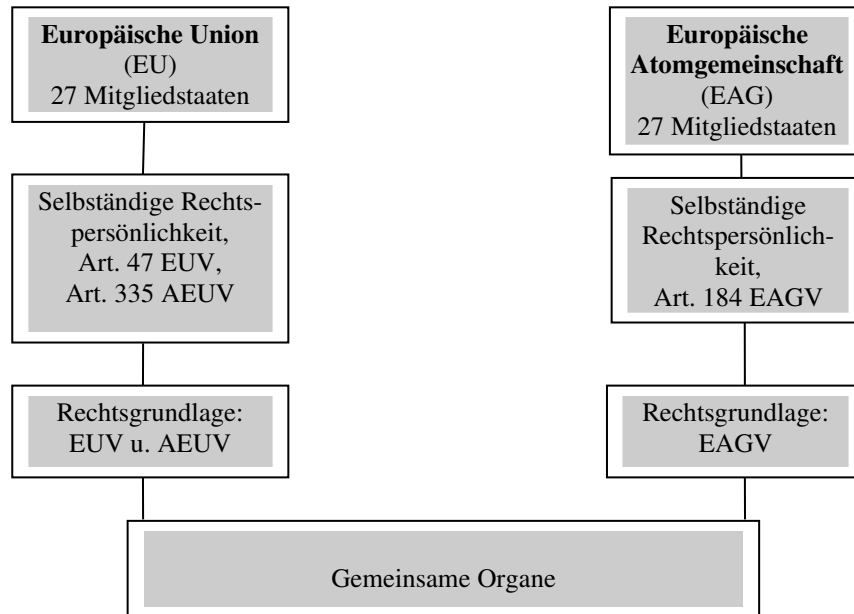 Europäische Union
(EU)
27 Mitgliedstaaten
Europäische
Atomgemeinschaft
(EAG)
27 Mitgliedstaaten
Selbständige Rechts-
persönlichkeit,
Art. 47 EUV,
Art. 335 AEUV
Selbständige
Rechtspersönlich-
keit,
Art. 184 EAGV
Rechtsgrundlage:
EUV u. AEUV
Rechtsgrundlage:
EAGV
Gemeinsame Organe